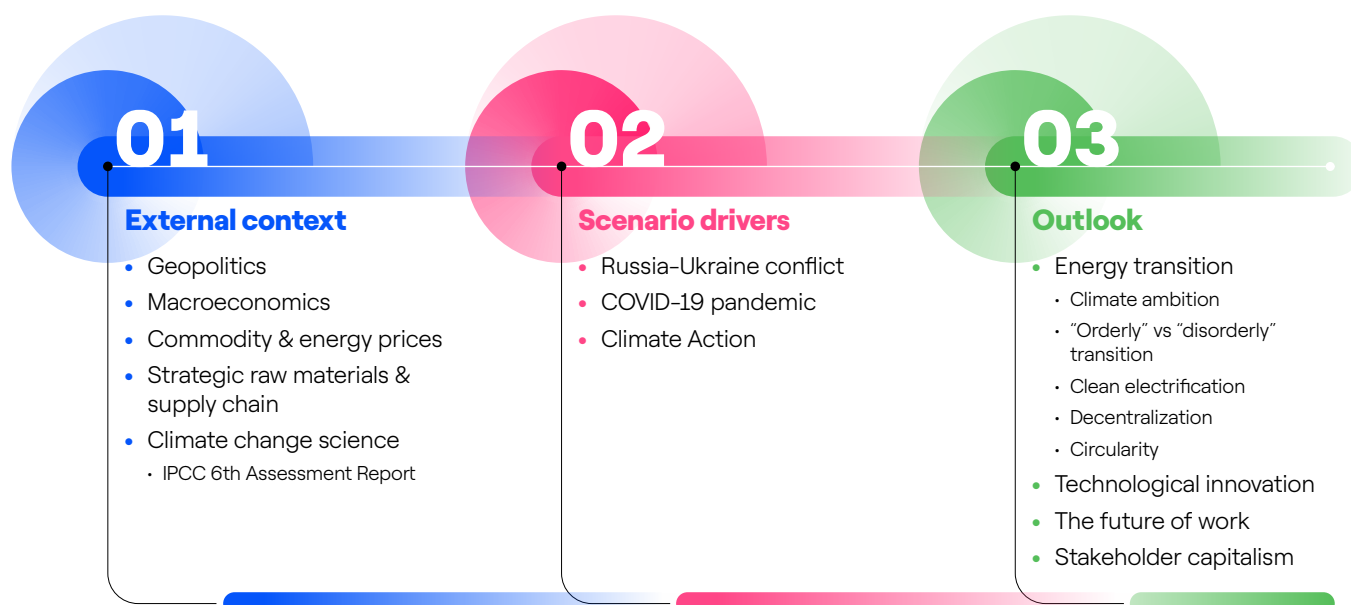 01
External context
• Geopolitics
• Macroeconomics
• Commodity & energy prices
• Strategic raw materials &
supply chain
• Climate change science
• IPCC 6th Assessment Report
02
Scenario drivers
• Russia-Ukraine conflict
• COVID-19 pandemic
• Climate Action
03
Outlook
• Energy transition
• Climate ambition
• “Orderly” vs “disorderly”
transition
• Clean electrification
• Decentralization
• Circularity
• Technological innovation
• The future of work
• Stakeholder capitalism